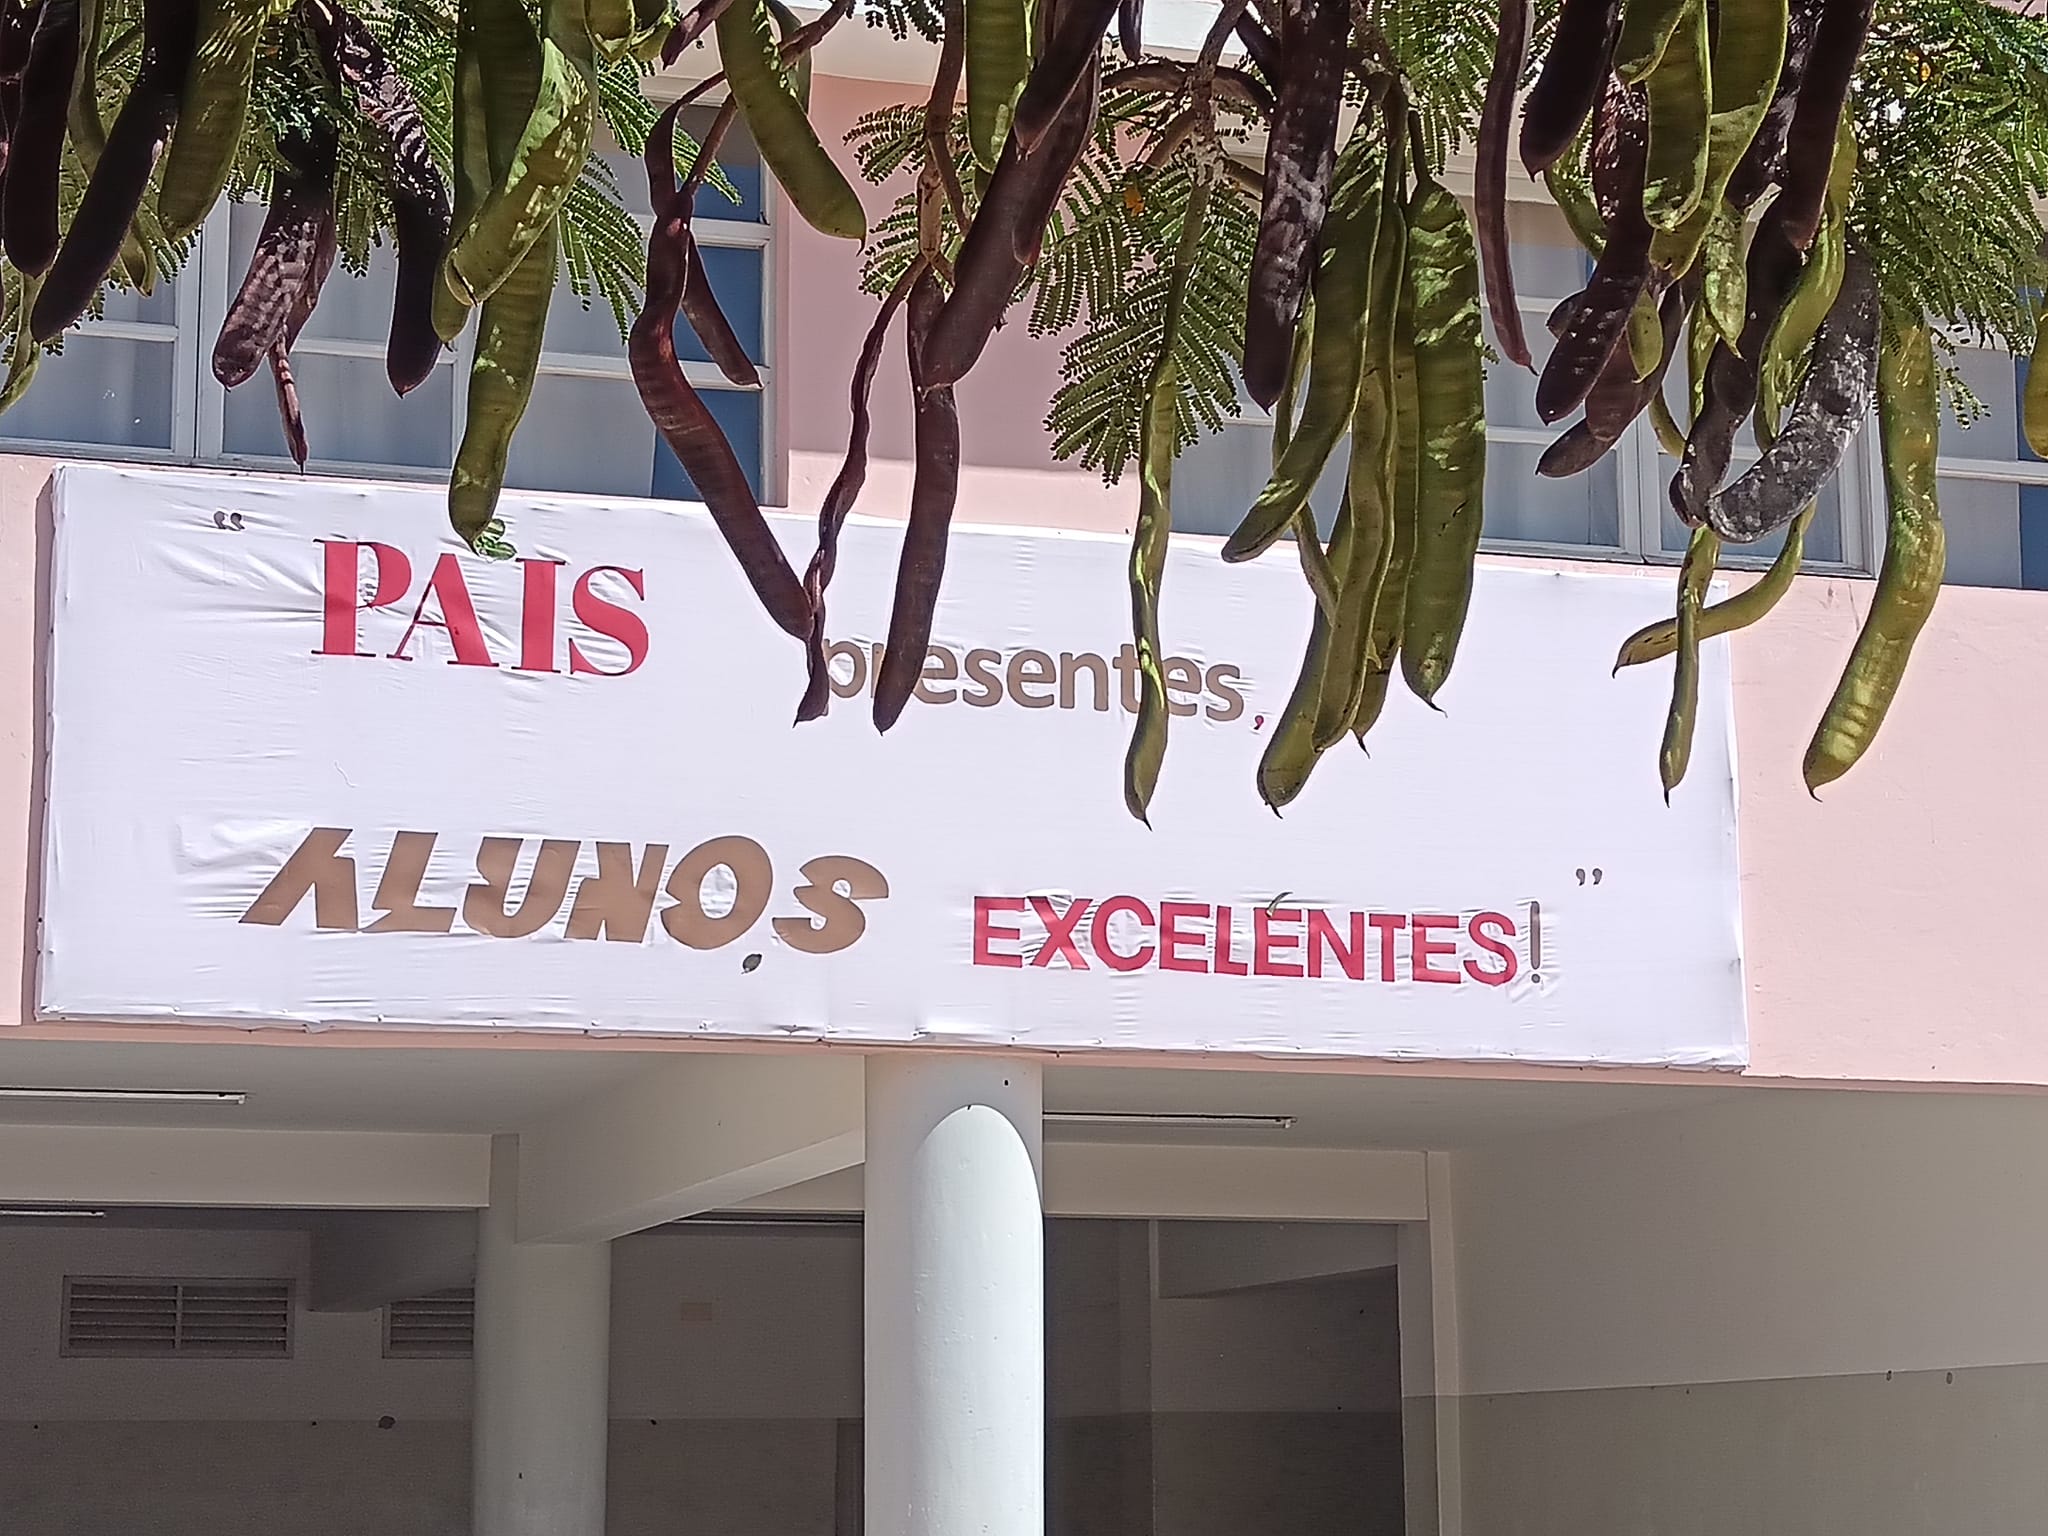 “ PAIS presentes,
ALUNOS EXCELENTES! ”